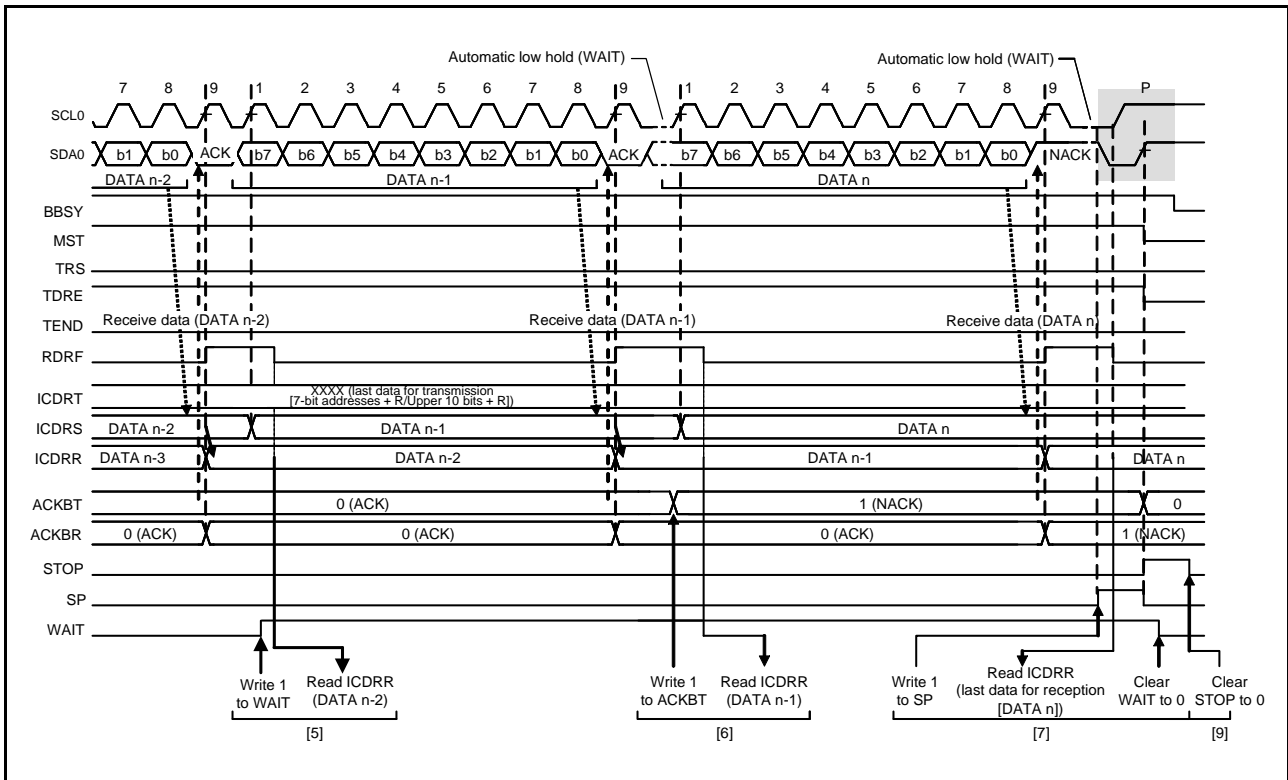 Automatic low hold (WAIT) Automatic low hold (WAIT)
7 8 9 1 2 3 4 5 6 7 8 9 1 2 3 4 5 6 7 8 9 P
SCL0
SDA0 b1 b0 ACK b7 b6 b5 b4 b3 b2 b1 b0 ACK b7 b6 b5 b4 b3 b2 b1 b0 NACK
DATA n-2 DATA n-1 DATA n
BBSY
MST
TRS
TDRE
Receive data (DATA n-2) Receive data (DATA n-1) Receive data (DATA n)
TEND
RDRF
XXXX (last data for transmission
ICDRT [7-bit addresses + R/Upper 10 bits + R])
ICDRS DATA n-2 DATA n-1 DATA n
ICDRR DATA n-3 DATA n-2 DATA n-1 DATA n
ACKBT 0 (ACK) 1 (NACK) 0
ACKBR 0 (ACK) 0 (ACK) 0 (ACK) 1 (NACK)
STOP
SP
WAIT
Write 1 to WAIT
Read ICDRR (DATA n-2)
Write 1 to ACKBT
Read ICDRR (DATA n-1)
Write 1 to SP
Read ICDRR (last data for reception [DATA n])
Clear WAIT to 0
Clear STOP to 0
[5] [6] [7] [9]